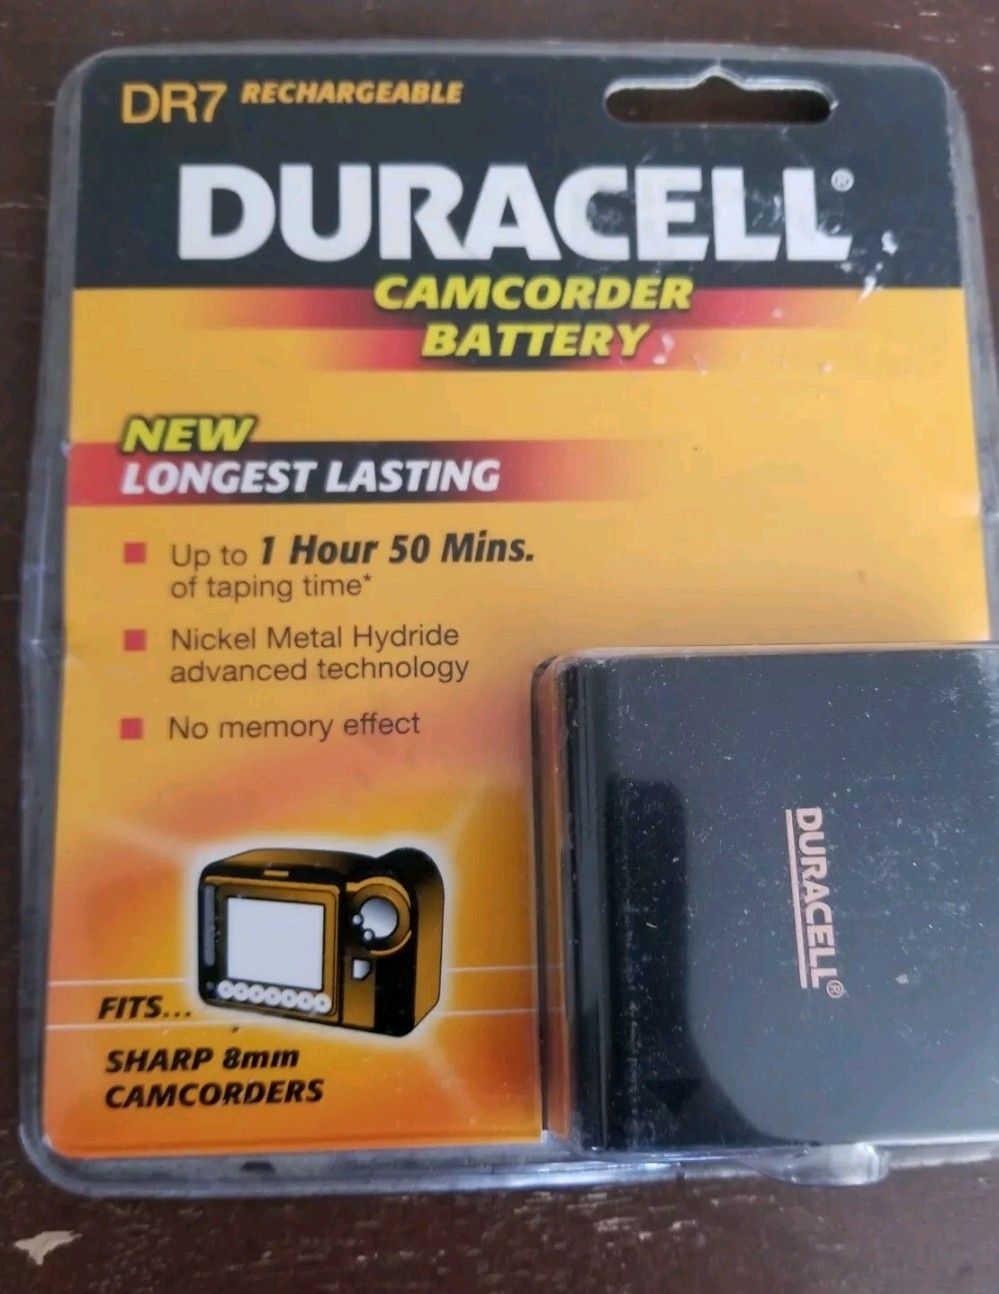 DR7 RECHARGEABLE
DURACELL®
CAMCORDER
BATTERY
NEW
LONGEST LASTING
Up to 1 Hour 50 Mins.
of taping time*
Nickel Metal Hydride
advanced technology
No memory effect
FITS...
SHARP 8mm
CAMCORDERS
DURACELL®